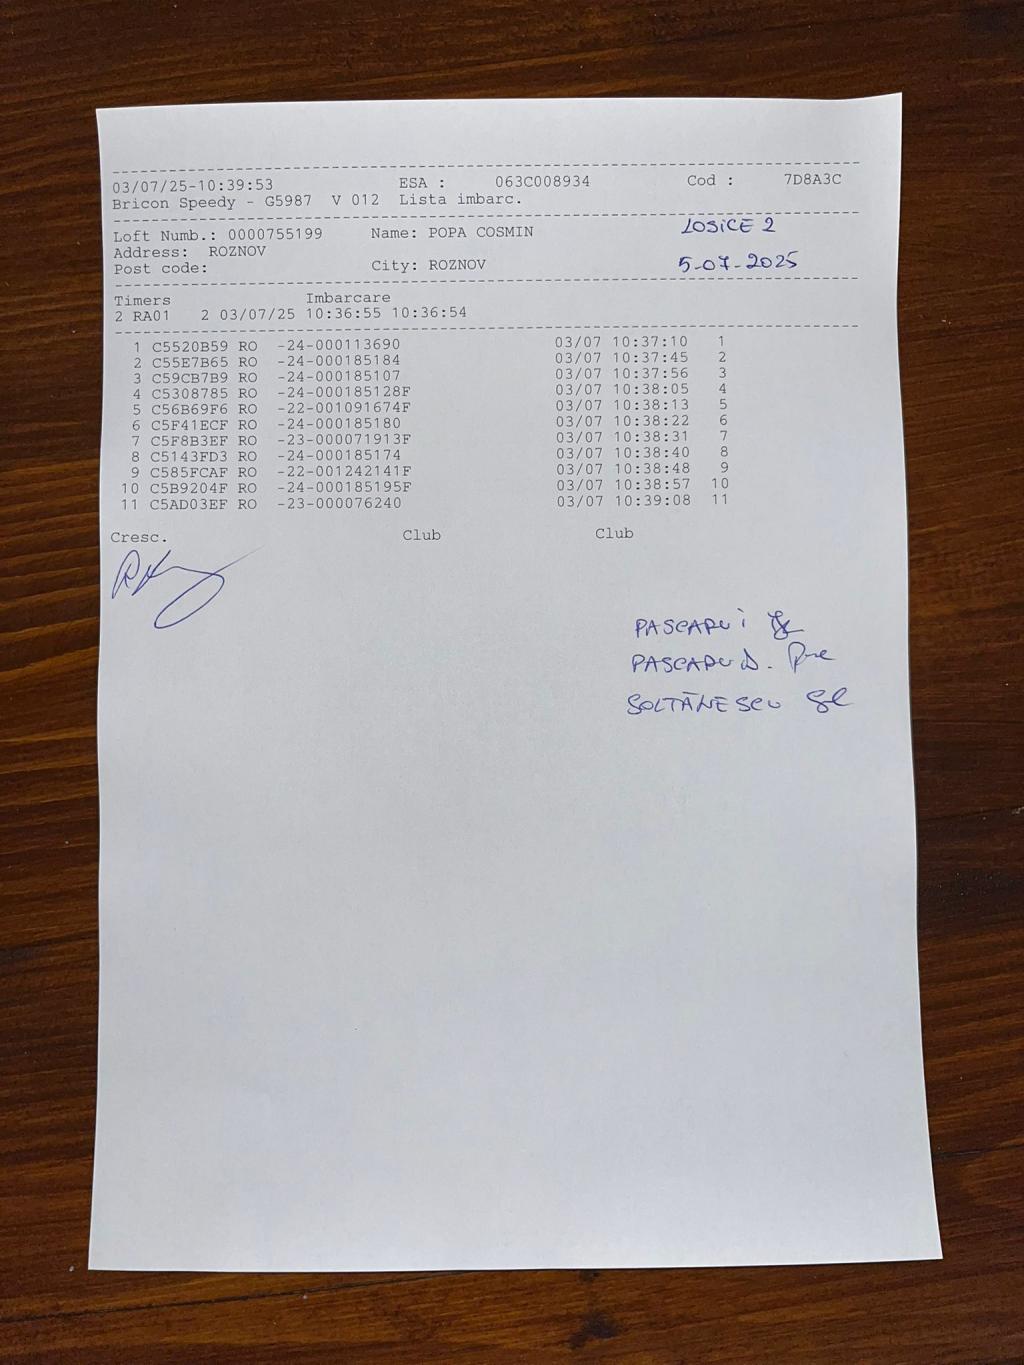 03/07/25-10:39:53 ESA : 063C008934 Cod : 7D8A3C
Bricon Speedy - G5987 V 012 Lista imbarc.
Loft Numb.: 0000755199 Name: POPA COSMIN LOSICE 2
Address: ROZNOV
Post code: City: ROZNOV 5-07-2025
Timers Imbarcare
2 RA01 2 03/07/25 10:36:55 10:36:54
1 C5520B59 RO -24-000113690 03/07 10:37:10 1
2 C55E7B65 RO -24-000185184 03/07 10:37:45 2
3 C59CB7B9 RO -24-000185107 03/07 10:37:56 3
4 C5308785 RO -24-000185128F 03/07 10:38:05 4
5 C56B69F6 RO -22-001091674F 03/07 10:38:13 5
6 C5F41ECF RO -24-000185180 03/07 10:38:22 6
7 C5F8B3EF RO -23-000071913F 03/07 10:38:31 7
8 C5143FD3 RO -24-000185174 03/07 10:38:40 8
9 C585FCAF RO -22-001242141F 03/07 10:38:48 9
10 C5B9204F RO -24-000185195F 03/07 10:38:57 10
11 C5AD03EF RO -23-000076240 03/07 10:39:08 11
Cresc. Club Club
PASCARU i
PASCARU D.
SOLTĂNESCU